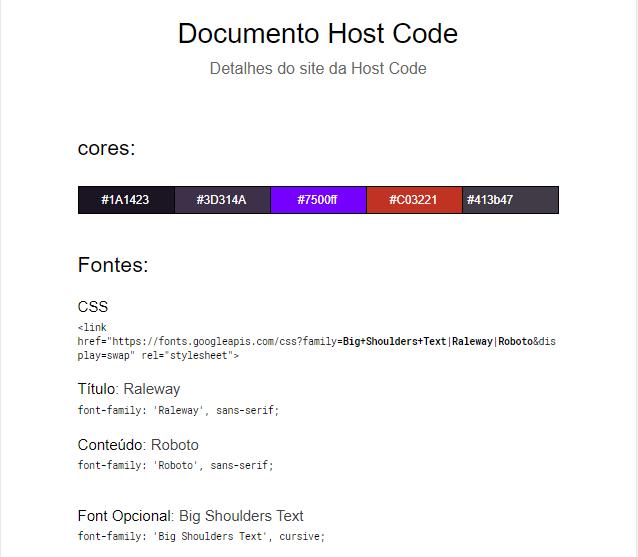 Documento Host Code
Detalhes do site da Host Code
cores:
#1A1423 #3D314A #7500ff #C03221 #413b47
Fontes:
CSS
<link
href="https://fonts.googleapis.com/css?family=Big+Shoulders+Text|Raleway|Roboto&dis
play=swap" rel="stylesheet">
Título: Raleway
font-family: 'Raleway', sans-serif;
Conteúdo: Roboto
font-family: 'Roboto', sans-serif;
Font Opcional: Big Shoulders Text
font-family: 'Big Shoulders Text', cursive;